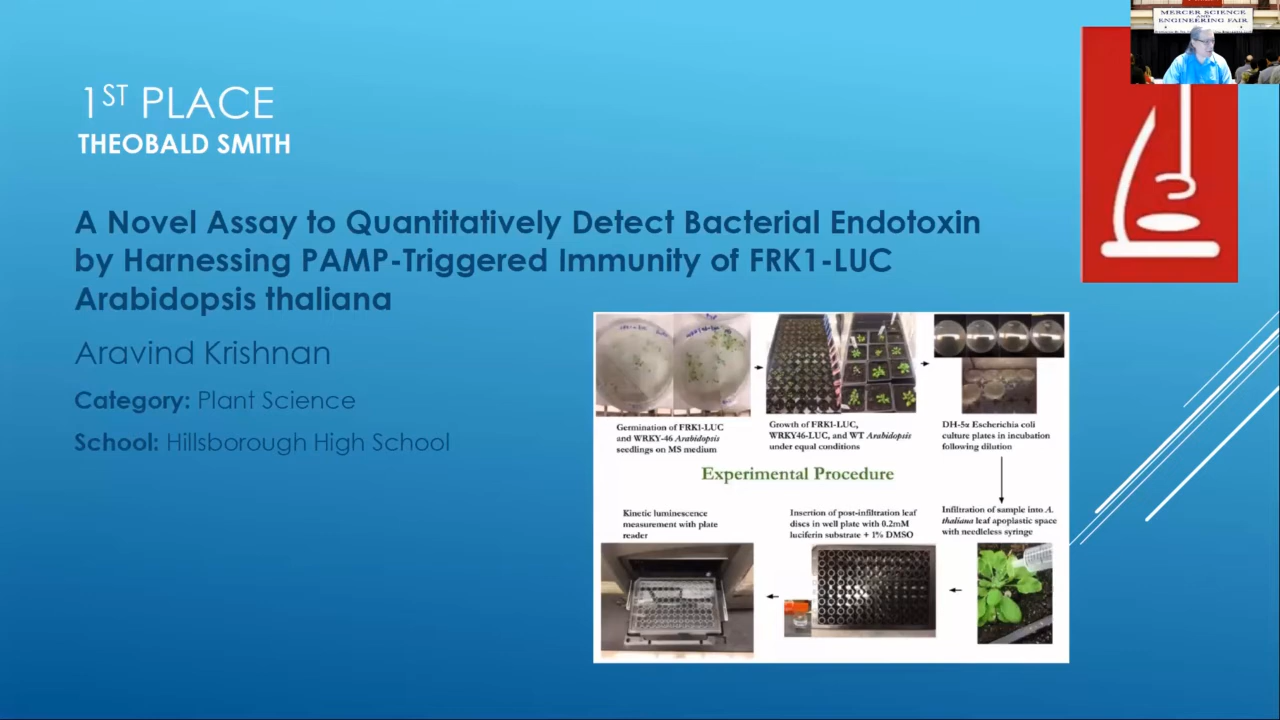 MERCER SCIENCE
AND
ENGINEERING FAIR
1ST PLACE
THEOBALD SMITH
A Novel Assay to Quantitatively Detect Bacterial Endotoxin
by Harnessing PAMP-Triggered Immunity of FRK1-LUC
Arabidopsis thaliana
Aravind Krishnan
Category: Plant Science
School: Hillsborough High School
Germination of FRK1-LUC
and WRKY-46 Arabidopsis
seedlings on MS medium
Growth of FRK1-LUC,
WRKY46-LUC, and WT Arabidopsis
under equal conditions
DH-5α Escherichia coli
culture plates in incubation
following dilution
Experimental Procedure
Kinetic luminescence
measurement with plate
reader
Insertion of post-infiltration leaf
discs in well plate with 0.2mM
luciferin substrate + 1% DMSO
Infiltration of sample into A.
thaliana leaf apoplastic space
with needleless syringe